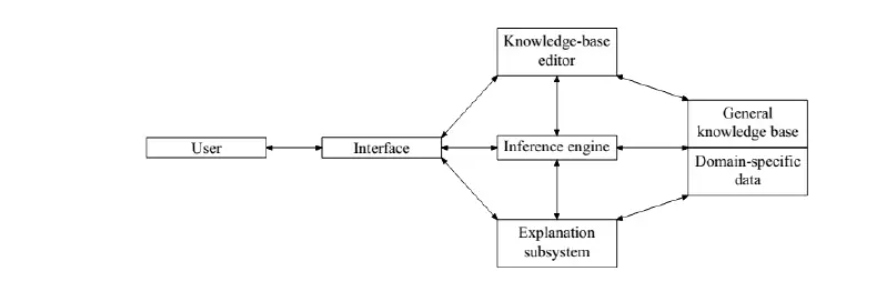 Knowledge-base
editor
General
knowledge base
User
Interface
Inference engine
Domain-specific
data
Explanation
subsystem